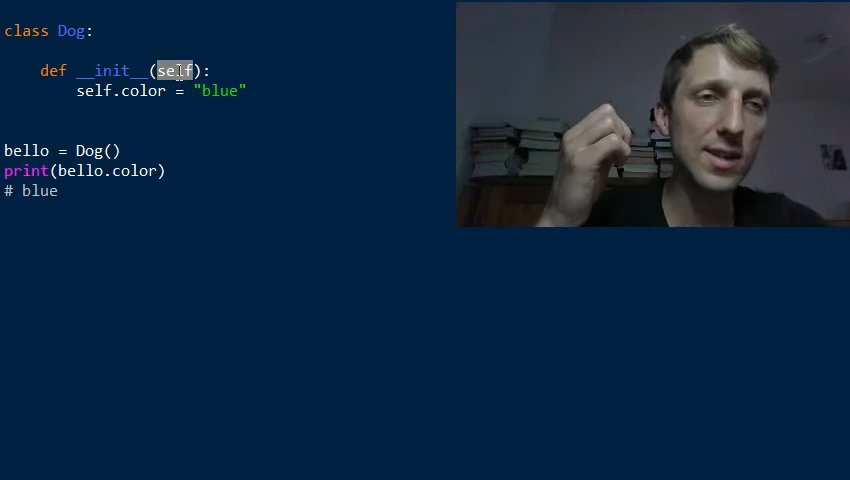 class Dog:
def __init__(self):
self.color = "blue"
bello = Dog()
print(bello.color)
# blue